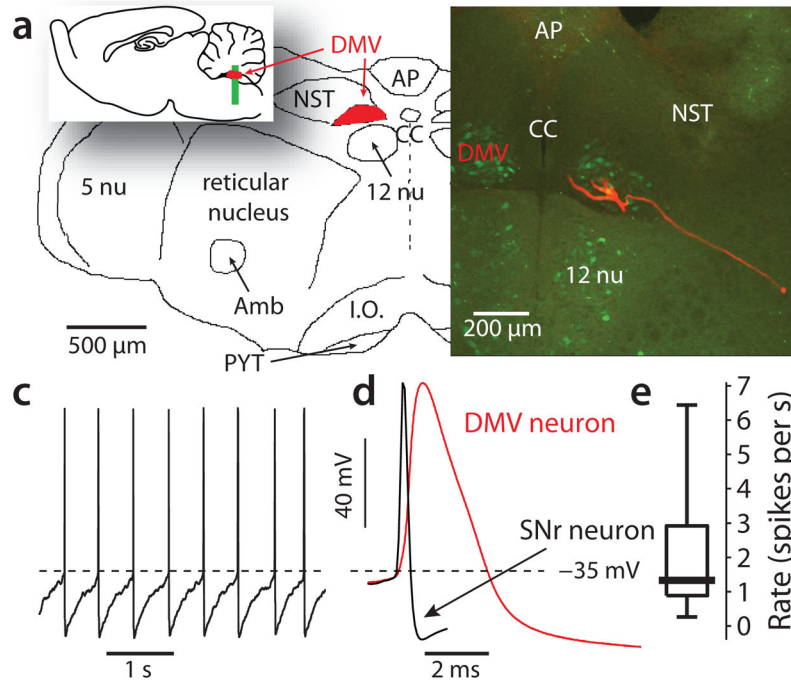 a
DMV
NST
AP
CC
5 nu
reticular
nucleus
12 nu
Amb
I.O.
PYT
500 µm
AP
NST
CC
DMV
12 nu
200 µm
c
1 s
d
40 mV
DMV neuron
SNr neuron
–35 mV
2 ms
e
7
6
5
4
3
2
1
0
Rate (spikes per s)